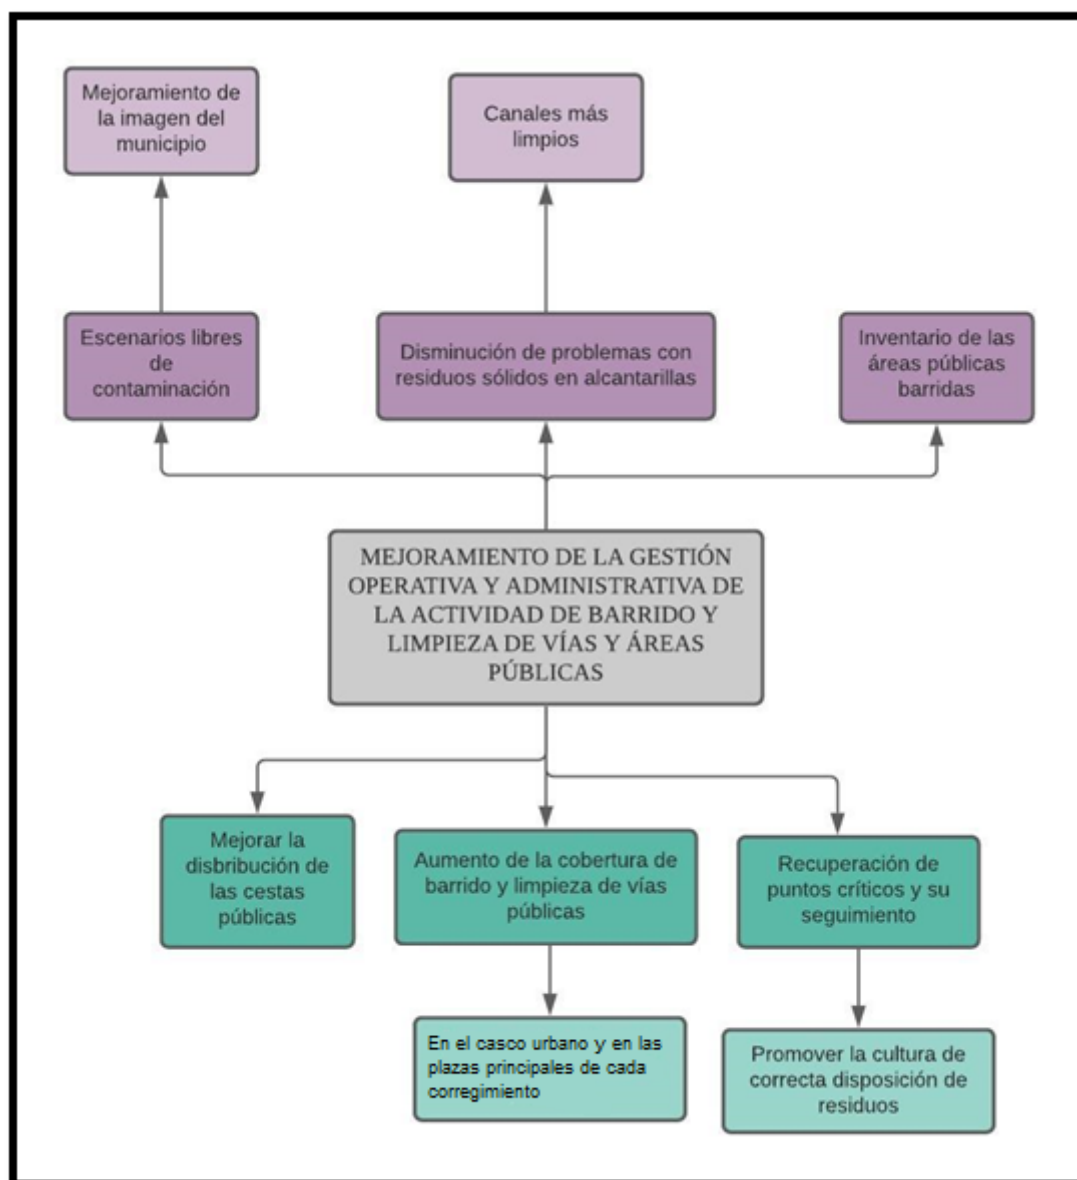 Mejoramiento de
la imagen del
municipio
Canales más
limpios
Escenarios libres
de
contaminación
Disminución de problemas con
residuos sólidos en alcantarillas
Inventario de las
áreas públicas
barridas
MEJORAMIENTO DE LA GESTIÓN
OPERATIVA Y ADMINISTRATIVA DE
LA ACTIVIDAD DE BARRIDO Y
LIMPIEZA DE VÍAS Y ÁREAS
PÚBLICAS
Mejorar la
disbribución de
las cestas
públicas
Aumento de la cobertura de
barrido y limpieza de vías
públicas
Recuperación de
puntos críticos y su
seguimiento
En el casco urbano y en las
plazas principales de cada
corregimiento
Promover la cultura de
correcta disposición de
residuos